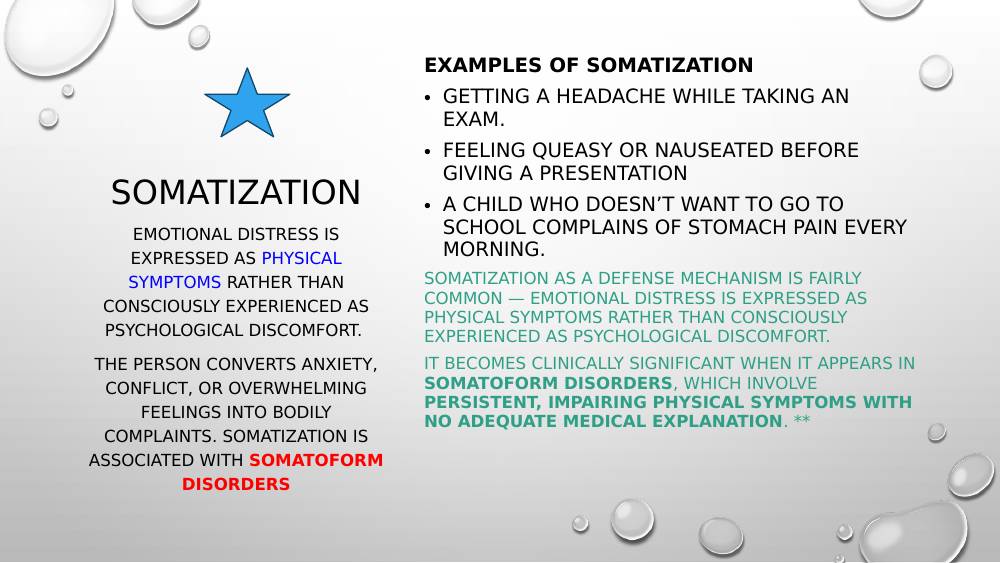 SOMATIZATION
EMOTIONAL DISTRESS IS
EXPRESSED AS PHYSICAL
SYMPTOMS RATHER THAN
CONSCIOUSLY EXPERIENCED AS
PSYCHOLOGICAL DISCOMFORT.
THE PERSON CONVERTS ANXIETY,
CONFLICT, OR OVERWHELMING
FEELINGS INTO BODILY
COMPLAINTS. SOMATIZATION IS
ASSOCIATED WITH SOMATOFORM
DISORDERS
EXAMPLES OF SOMATIZATION
• GETTING A HEADACHE WHILE TAKING AN
EXAM.
• FEELING QUEASY OR NAUSEATED BEFORE
GIVING A PRESENTATION
• A CHILD WHO DOESN’T WANT TO GO TO
SCHOOL COMPLAINS OF STOMACH PAIN EVERY
MORNING.
SOMATIZATION AS A DEFENSE MECHANISM IS FAIRLY
COMMON — EMOTIONAL DISTRESS IS EXPRESSED AS
PHYSICAL SYMPTOMS RATHER THAN CONSCIOUSLY
EXPERIENCED AS PSYCHOLOGICAL DISCOMFORT.
IT BECOMES CLINICALLY SIGNIFICANT WHEN IT APPEARS IN
SOMATOFORM DISORDERS, WHICH INVOLVE
PERSISTENT, IMPAIRING PHYSICAL SYMPTOMS WITH
NO ADEQUATE MEDICAL EXPLANATION. **